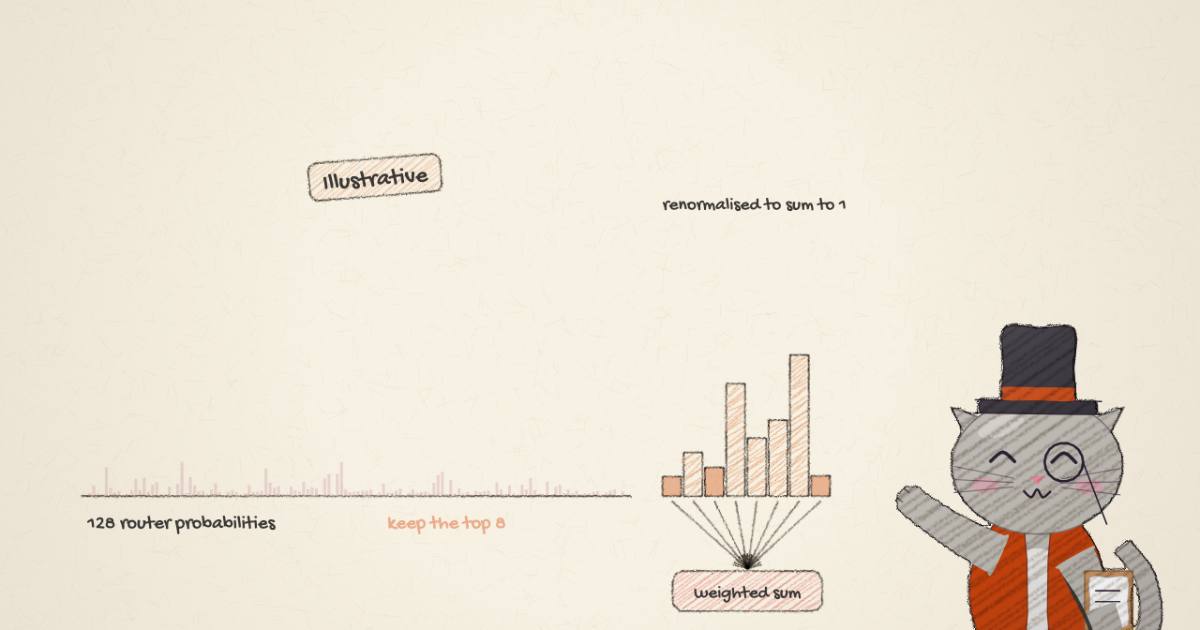 Illustrative
renormalised to sum to 1
128 router probabilities
keep the top 8
weighted sum